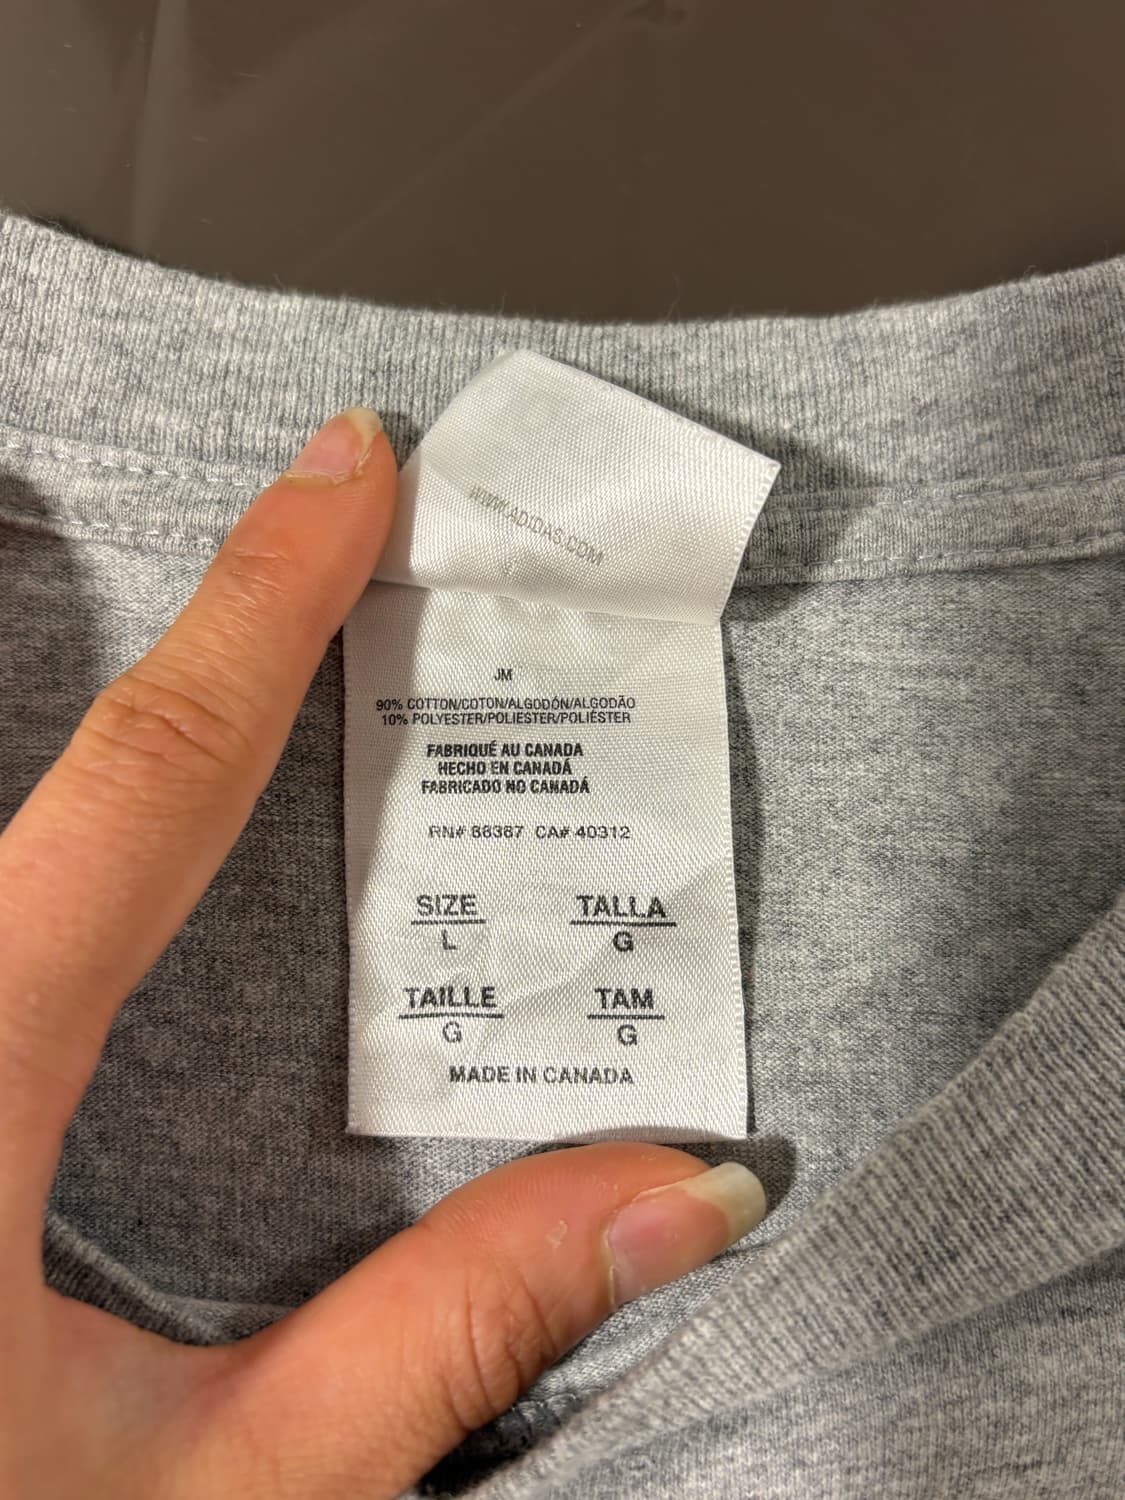 WWW.ADIDAS.COM
JM
90% COTTON/COTON/ALGODÓN/ALGODÃO
10% POLYESTER/POLIESTER/POLIÉSTER
FABRIQUÉ AU CANADA
HECHO EN CANADÁ
FABRICADO NO CANADÁ
RN# 88387 CA# 40312
SIZE TALLA
L G
TAILLE TAM
G G
MADE IN CANADA